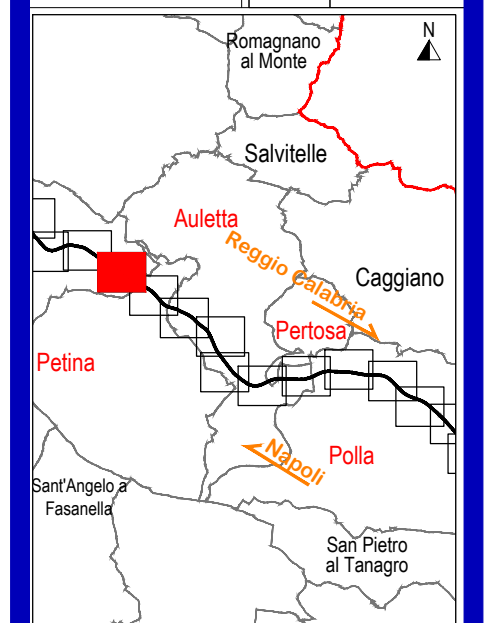 N
Romagnano
al Monte
Salvitelle
Auletta
Reggio Calabria
Caggiano
Pertosa
Petina
Napoli
Polla
Sant'Angelo a
Fasanella
San Pietro
al Tanagro